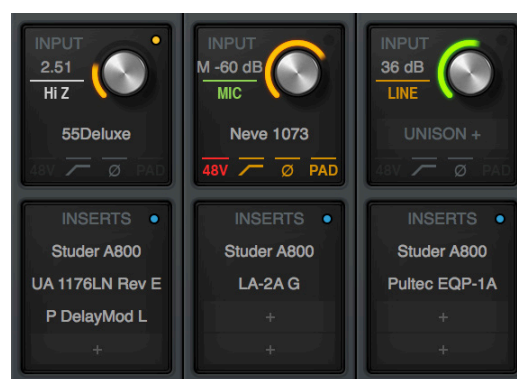 INPUT
2.51
Hi Z
55Deluxe
48V Ø PAD
INPUT
M -60 dB
MIC
Neve 1073
48V Ø PAD
INPUT
36 dB
LINE
UNISON +
48V Ø PAD
INSERTS
Studer A800
UA 1176LN Rev E
P DelayMod L
+
INSERTS
Studer A800
LA-2A G
+
+
INSERTS
Studer A800
Pultec EQP-1A
+
+